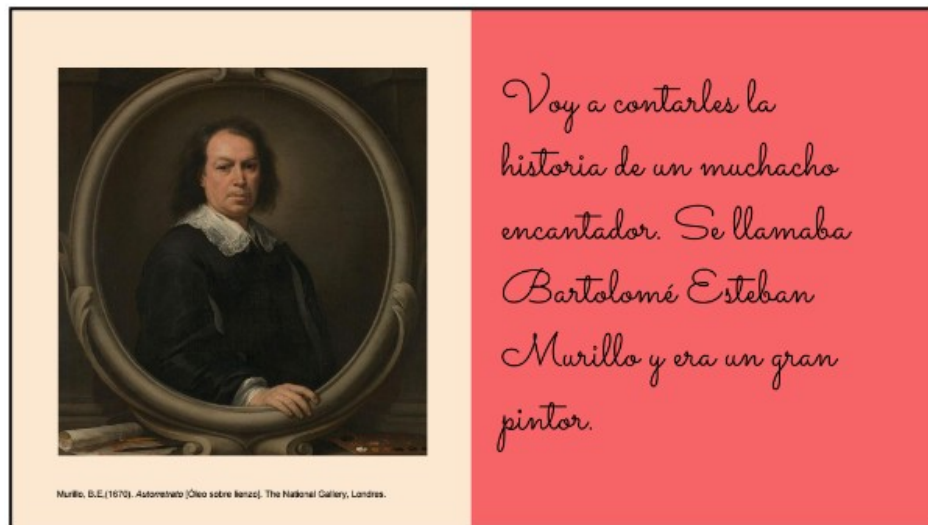 Voy a contarles la
historia de un muchacho
encantador. Se llamaba
Bartolomé Esteban
Murillo y era un gran
pintor.
Murillo, B.E,(1670). Autorretrato [Óleo sobre lienzo]. The National Gallery, Londres.